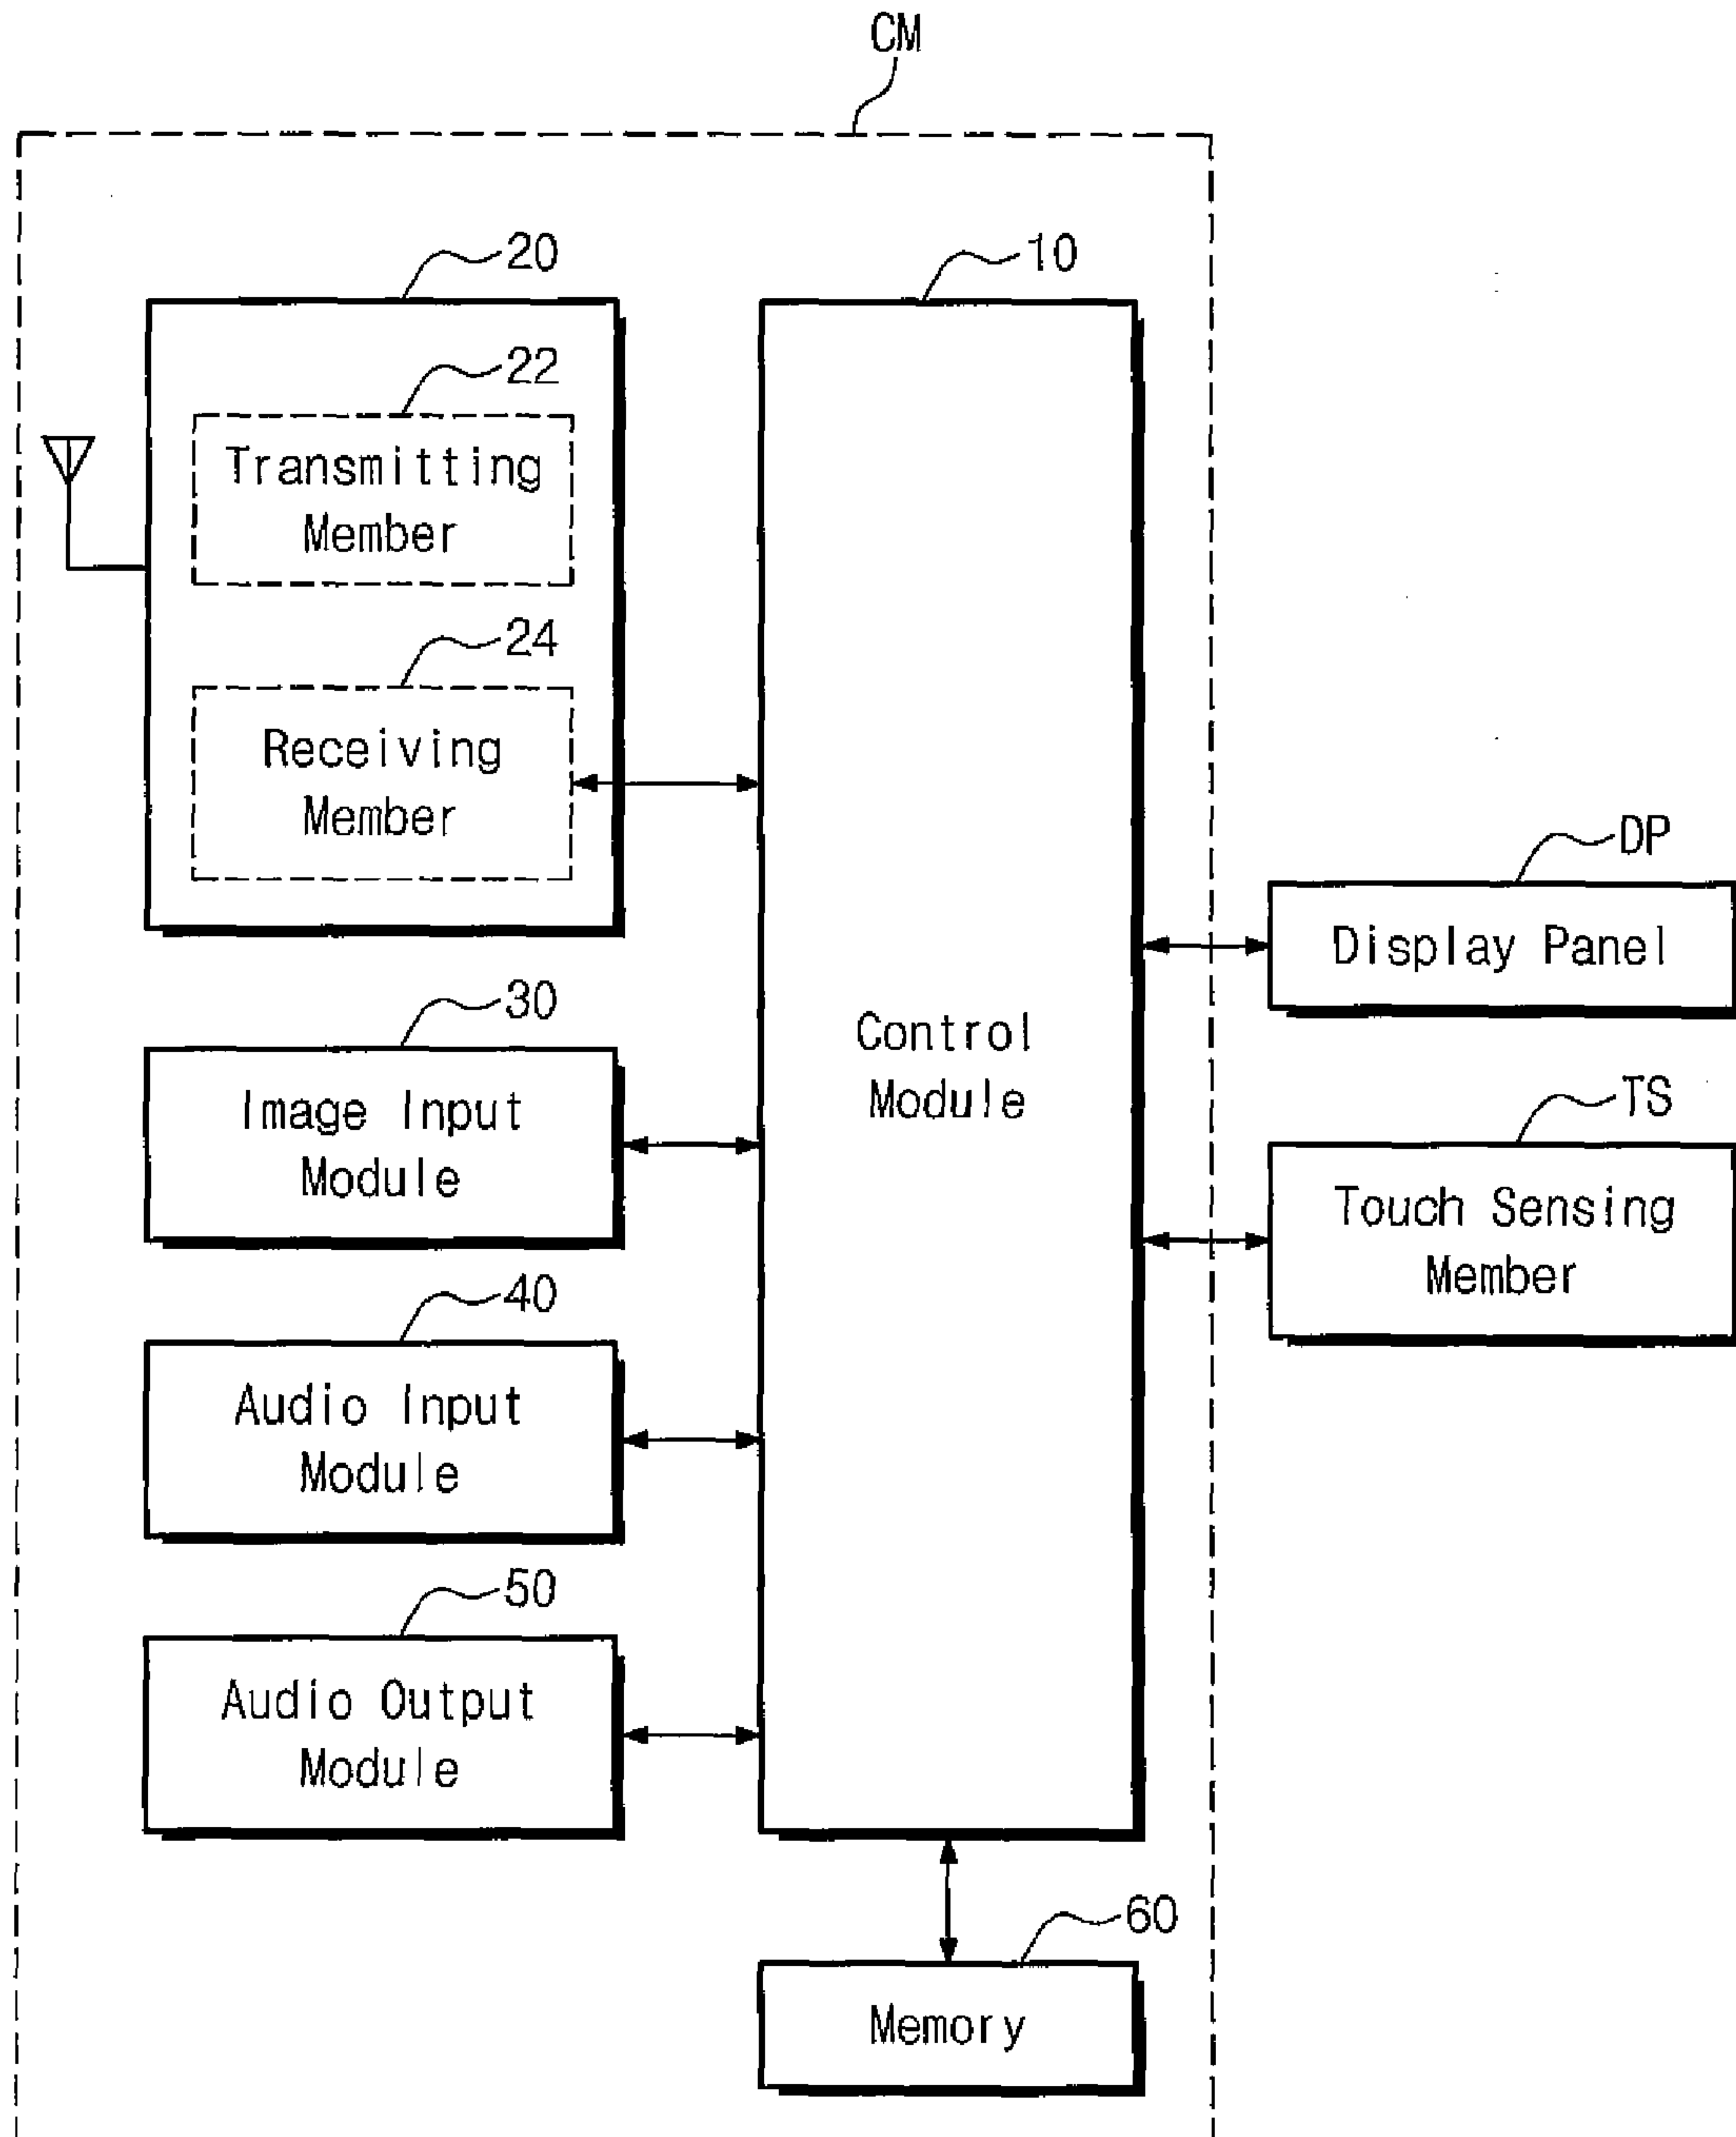 CM
20
10
22
Transmitting
Member
24
Receiving
Member
DP
Display Panel
30
Image Input
Module
Control
Module
TS
Touch Sensing
Member
40
Audio Input
Module
50
Audio Output
Module
60
Memory